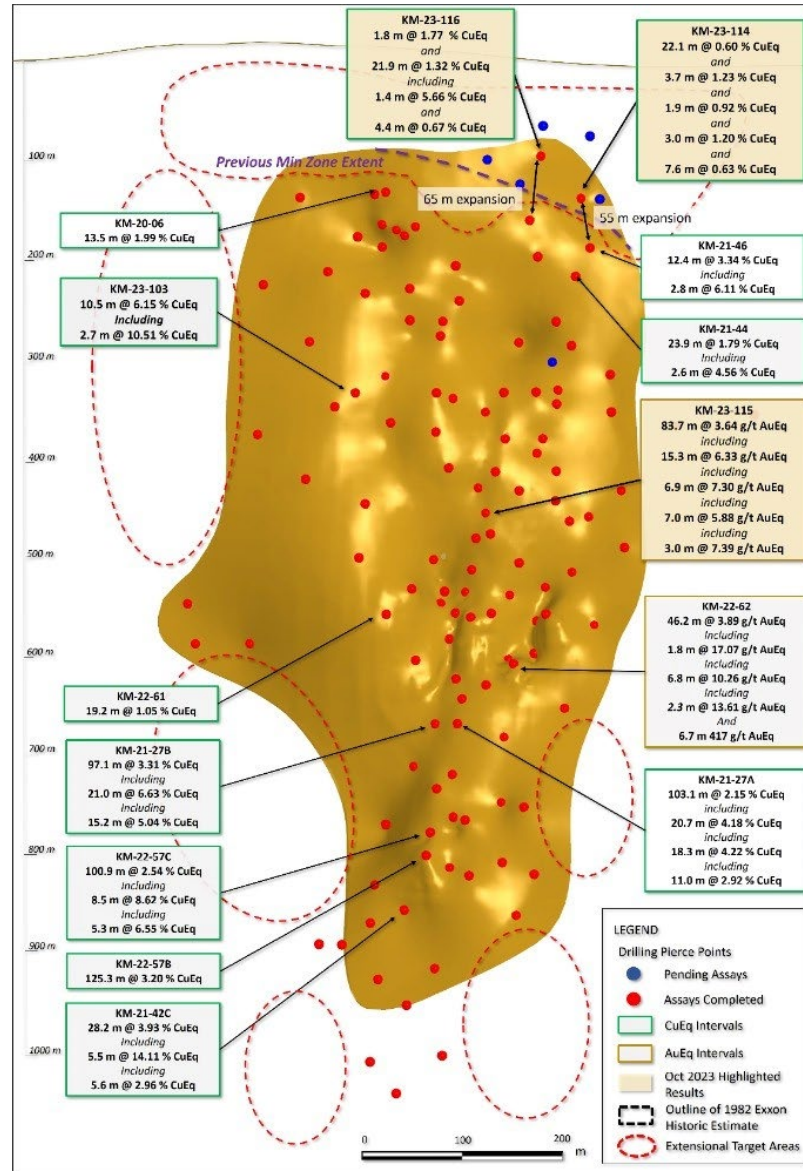 KM-23-116
1.8 m @ 1.77 % CuEq
and
21.9 m @ 1.32 % CuEq
including
1.4 m @ 5.66 % CuEq
and
4.4 m @ 0.67 % CuEq
KM-23-114
22.1 m @ 0.60 % CuEq
and
3.7 m @ 1.23 % CuEq
and
1.9 m @ 0.92 % CuEq
and
3.0 m @ 1.20 % CuEq
and
7.6 m @ 0.63 % CuEq
100 m
Previous Min Zone Extent
65 m expansion
55 m expansion
KM-20-06
13.5 m @ 1.99 % CuEq
200 m
KM-21-46
12.4 m @ 3.34 % CuEq
Including
2.8 m @ 6.11 % CuEq
KM-23-103
10.5 m @ 6.15 % CuEq
Including
2.7 m @ 10.51 % CuEq
KM-21-44
23.9 m @ 1.79 % CuEq
Including
2.6 m @ 4.56 % CuEq
300 m
KM-23-115
83.7 m @ 3.64 g/t AuEq
including
15.3 m @ 6.33 g/t AuEq
including
6.9 m @ 7.30 g/t AuEq
including
7.0 m @ 5.88 g/t AuEq
including
3.0 m @ 7.39 g/t AuEq
400 m
500 m
KM-22-62
46.2 m @ 3.89 g/t AuEq
Including
1.8 m @ 17.07 g/t AuEq
Including
6.8 m @ 10.26 g/t AuEq
Including
2.3 m @ 13.61 g/t AuEq
And
6.7 m 417 g/t AuEq
600 m
KM-22-61
19.2 m @ 1.05 % CuEq
700 m
KM-21-27B
97.1 m @ 3.31 % CuEq
Including
21.0 m @ 6.63 % CuEq
Including
15.2 m @ 5.04 % CuEq
KM-21-27A
103.1 m @ 2.15 % CuEq
including
20.7 m @ 4.18 % CuEq
including
18.3 m @ 4.22 % CuEq
Including
11.0 m @ 2.92 % CuEq
800 m
KM-22-57C
100.9 m @ 2.54 % CuEq
Including
8.5 m @ 8.62 % CuEq
Including
5.3 m @ 6.55 % CuEq
900 m
KM-22-57B
125.3 m @ 3.20 % CuEq
KM-21-42C
28.2 m @ 3.93 % CuEq
Including
5.5 m @ 14.11 % CuEq
Including
5.6 m @ 2.96 % CuEq
1000 m
LEGEND
Drilling Pierce Points
Pending Assays
Assays Completed
CuEq Intervals
AuEq Intervals
Oct 2023 Highlighted
Results
Outline of 1982 Exxon
Historic Estimate
Extensional Target Areas
0 100 200
m